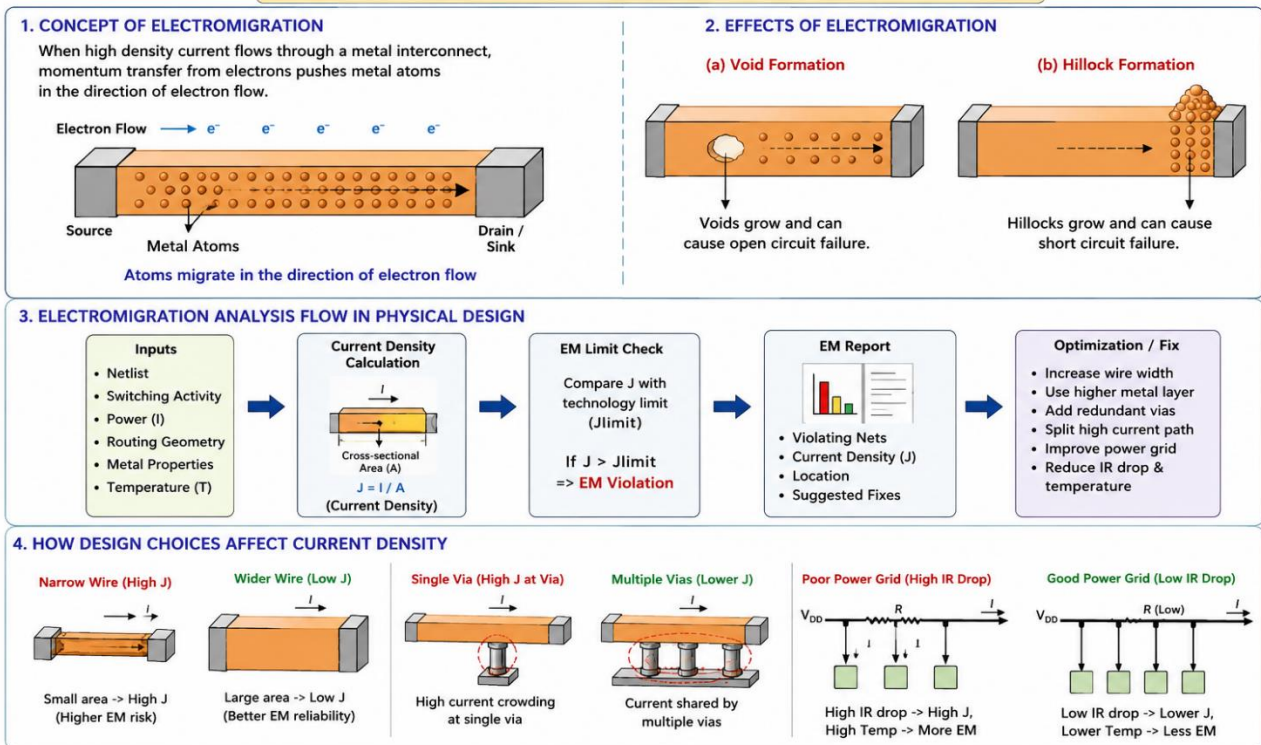 1. CONCEPT OF ELECTROMIGRATION
When high density current flows through a metal interconnect,
momentum transfer from electrons pushes metal atoms
in the direction of electron flow.
Electron Flow e⁻ e⁻ e⁻ e⁻ e⁻
Source
Metal Atoms
Drain /
Sink
Atoms migrate in the direction of electron flow
2. EFFECTS OF ELECTROMIGRATION
(a) Void Formation
Voids grow and can
cause open circuit failure.
(b) Hillock Formation
Hillocks grow and can cause
short circuit failure.
3. ELECTROMIGRATION ANALYSIS FLOW IN PHYSICAL DESIGN
Inputs
• Netlist
• Switching Activity
• Power (I)
• Routing Geometry
• Metal Properties
• Temperature (T)
Current Density
Calculation
I
Cross-sectional
Area (A)
J = I / A
(Current Density)
EM Limit Check
Compare J with
technology limit
(Jlimit)
If J > Jlimit
=> EM Violation
EM Report
• Violating Nets
• Current Density (J)
• Location
• Suggested Fixes
Optimization / Fix
• Increase wire width
• Use higher metal layer
• Add redundant vias
• Split high current path
• Improve power grid
• Reduce IR drop &
temperature
4. HOW DESIGN CHOICES AFFECT CURRENT DENSITY
Narrow Wire (High J)
I
Small area -> High J
(Higher EM risk)
Wider Wire (Low J)
I
Large area -> Low J
(Better EM reliability)
Single Via (High J at Via)
I
High current crowding
at single via
Multiple Vias (Lower J)
I
Current shared by
multiple vias
Poor Power Grid (High IR Drop)
VDD R I
I I
High IR drop -> High J,
High Temp -> More EM
Good Power Grid (Low IR Drop)
VDD R (Low) I
Low IR drop -> Lower J,
Lower Temp -> Less EM